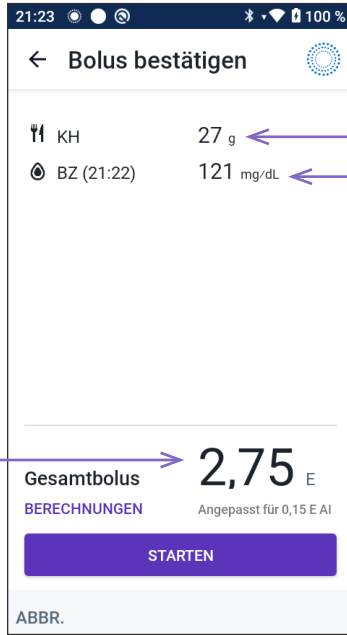 21:23 100 %
Bolus bestätigen
KH 27 g
BZ (21:22) 121 mg/dL
Gesamtbolus 2,75 E
BERECHNUNGEN Angepasst für 0,15 E AI
STARTEN
ABBR.